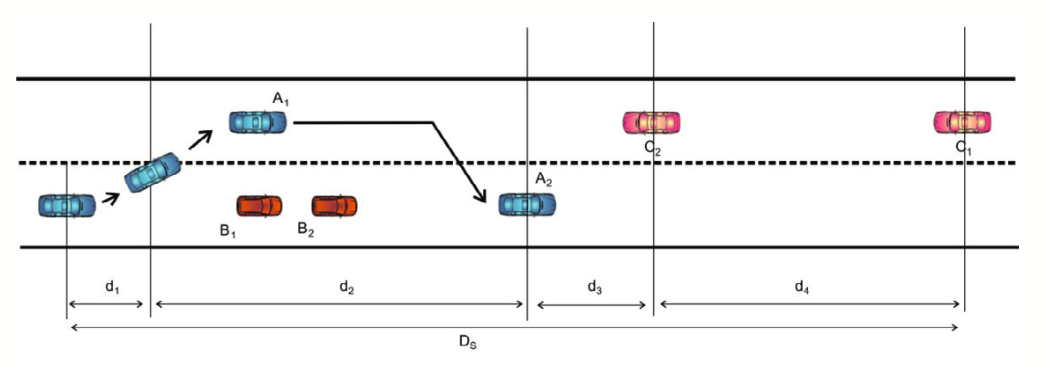 A₁
C₂
C₁
A₂
B₁
B₂
d₁
d₂
d₃
d₄
Dₛ